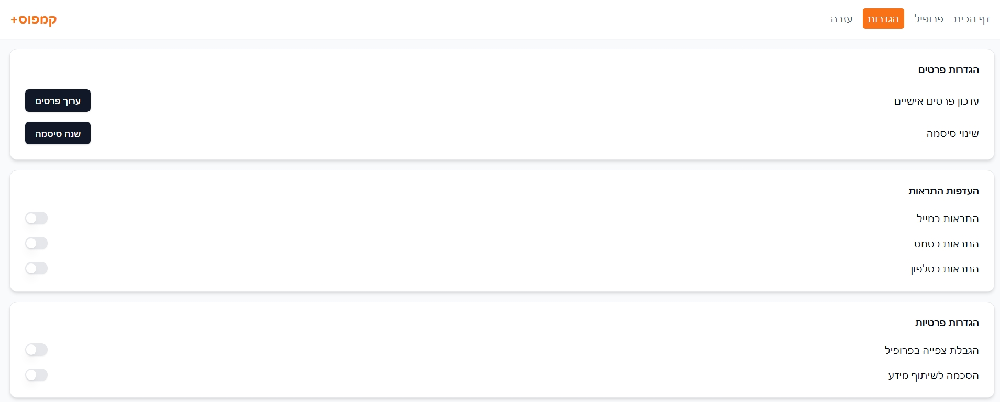 דף הבית
פרופיל
הגדרות
עזרה
קמפוס+
הגדרות פרטים
עדכון פרטים אישיים
ערוך פרטים
שינוי סיסמה
שנה סיסמה
העדפות התראות
התראות במייל
התראות בסמס
התראות בטלפון
הגדרות פרטיות
הגבלת צפייה בפרופיל
הסכמה לשיתוף מידע